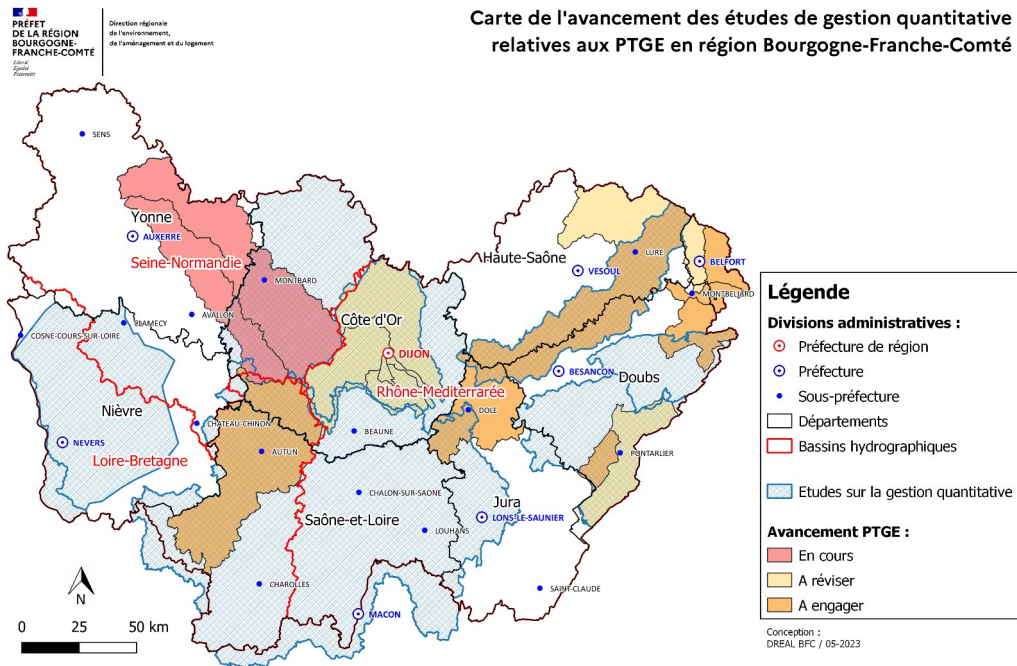 PRÉFET
DE LA RÉGION
BOURGOGNE-
FRANCHE-COMTÉ
Liberté
Égalité
Fraternité
Direction régionale
de l'environnement,
de l'aménagement et du logement
Carte de l'avancement des études de gestion quantitative
relatives aux PTGE en région Bourgogne-Franche-Comté
SENS
Yonne
AUXERRE
Seine-Normandie
MONTBARD
AVALLON
CLAMECY
COSNE-COURS-SUR-LOIRE
Nièvre
NEVERS
CHATEAU-CHINON
Loire-Bretagne
AUTUN
Côte d'Or
DIJON
Rhône-Mediterrarée
BEAUNE
DOLE
Haute-Saône
VESOUL
LURE
BELFORT
MONTBELIARD
BESANCON
Doubs
PONTARLIER
CHALON-SUR-SAONE
Saône-et-Loire
LOUHANS
Jura
LONS-LE-SAUNIER
CHAROLLES
MACON
SAINT-CLAUDE
N
0 25 50 km
Légende
Divisions administratives :
Préfecture de région
Préfecture
Sous-préfecture
Départements
Bassins hydrographiques
Etudes sur la gestion quantitative
Avancement PTGE :
En cours
A réviser
A engager
Conception :
DREAL BFC / 05-2023